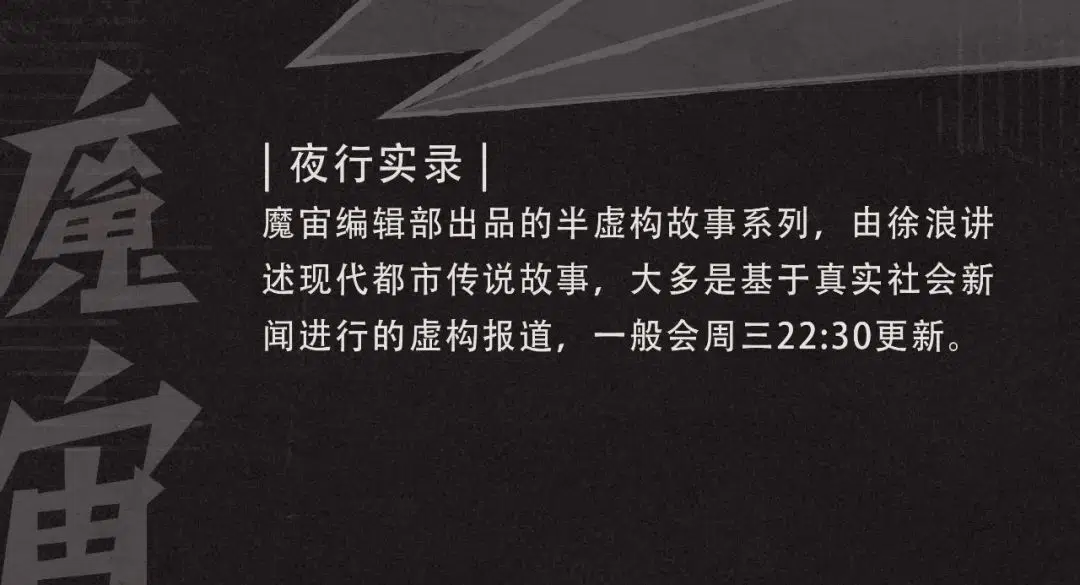 魔宙
| 夜行实录 |
魔宙编辑部出品的半虚构故事系列，由徐浪讲
述现代都市传说故事，大多是基于真实社会新
闻进行的虚构报道，一般会周三22:30更新。